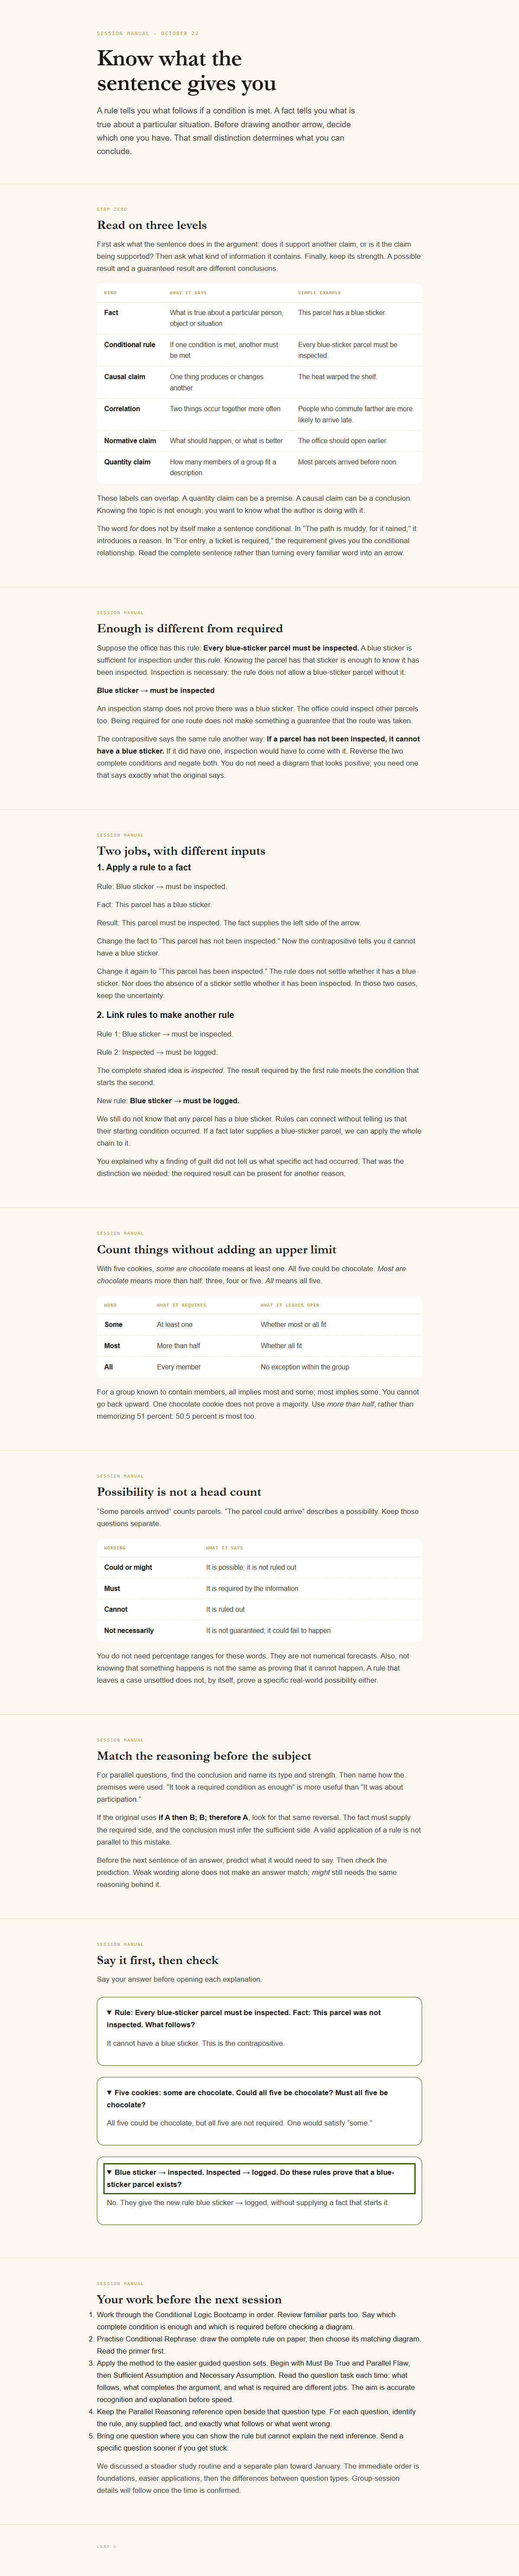 SESSION MANUAL · OCTOBER 22
Know what the
sentence gives you
A rule tells you what follows if a condition is met. A fact tells you what is
true about a particular situation. Before drawing another arrow, decide
which one you have. That small distinction determines what you can
conclude.
STEP ZERO
Read on three levels
First ask what the sentence does in the argument: does it support another claim, or is it the claim
being supported? Then ask what kind of information it contains. Finally, keep its strength. A possible
result and a guaranteed result are different conclusions.
KIND WHAT IT SAYS SIMPLE EXAMPLE
Fact What is true about a particular person, This parcel has a blue sticker.
object or situation
Conditional rule If one condition is met, another must Every blue-sticker parcel must be
be met inspected.
Causal claim One thing produces or changes The heat warped the shelf.
another
Correlation Two things occur together more often People who commute farther are more
likely to arrive late.
Normative claim What should happen, or what is better The office should open earlier.
Quantity claim How many members of a group fit a Most parcels arrived before noon.
description
These labels can overlap. A quantity claim can be a premise. A causal claim can be a conclusion.
Knowing the topic is not enough; you want to know what the author is doing with it.
The word for does not by itself make a sentence conditional. In "The path is muddy, for it rained," it
introduces a reason. In "For entry, a ticket is required," the requirement gives you the conditional
relationship. Read the complete sentence rather than turning every familiar word into an arrow.
SESSION MANUAL
Enough is different from required
Suppose the office has this rule: Every blue-sticker parcel must be inspected. A blue sticker is
sufficient for inspection under this rule. Knowing the parcel has that sticker is enough to know it has
been inspected. Inspection is necessary: the rule does not allow a blue-sticker parcel without it.
Blue sticker → must be inspected
An inspection stamp does not prove there was a blue sticker. The office could inspect other parcels
too. Being required for one route does not make something a guarantee that the route was taken.
The contrapositive says the same rule another way: If a parcel has not been inspected, it cannot
have a blue sticker. If it did have one, inspection would have to come with it. Reverse the two
complete conditions and negate both. You do not need a diagram that looks positive; you need one
that says exactly what the original says.
SESSION MANUAL
Two jobs, with different inputs
1. Apply a rule to a fact
Rule: Blue sticker → must be inspected.
Fact: This parcel has a blue sticker.
Result: This parcel must be inspected. The fact supplies the left side of the arrow.
Change the fact to "This parcel has not been inspected." Now the contrapositive tells you it cannot
have a blue sticker.
Change it again to "This parcel has been inspected." The rule does not settle whether it has a blue
sticker. Nor does the absence of a sticker settle whether it has been inspected. In those two cases,
keep the uncertainty.
2. Link rules to make another rule
Rule 1: Blue sticker → must be inspected.
Rule 2: Inspected → must be logged.
The complete shared idea is inspected. The result required by the first rule meets the condition that
starts the second.
New rule: Blue sticker → must be logged.
We still do not know that any parcel has a blue sticker. Rules can connect without telling us that
their starting condition occurred. If a fact later supplies a blue-sticker parcel, we can apply the whole
chain to it.
You explained why a finding of guilt did not tell us what specific act had occurred. That was the
distinction we needed: the required result can be present for another reason.
SESSION MANUAL
Count things without adding an upper limit
With five cookies, some are chocolate means at least one. All five could be chocolate. Most are
chocolate means more than half: three, four or five. All means all five.
WORD WHAT IT REQUIRES WHAT IT LEAVES OPEN
Some At least one Whether most or all fit
Most More than half Whether all fit
All Every member No exception within the group
For a group known to contain members, all implies most and some; most implies some. You cannot
go back upward. One chocolate cookie does not prove a majority. Use more than half, rather than
memorizing 51 percent: 50.5 percent is most too.
SESSION MANUAL
Possibility is not a head count
"Some parcels arrived" counts parcels. "The parcel could arrive" describes a possibility. Keep those
questions separate.
WORDING WHAT IT SAYS
Could or might It is possible; it is not ruled out
Must It is required by the information
Cannot It is ruled out
Not necessarily It is not guaranteed; it could fail to happen
You do not need percentage ranges for these words. They are not numerical forecasts. Also, not
knowing that something happens is not the same as proving that it cannot happen. A rule that
leaves a case unsettled does not, by itself, prove a specific real-world possibility either.
SESSION MANUAL
Match the reasoning before the subject
For parallel questions, find the conclusion and name its type and strength. Then name how the
premises were used. "It took a required condition as enough" is more useful than "It was about
participation."
If the original uses if A then B; B; therefore A, look for that same reversal. The fact must supply
the required side, and the conclusion must infer the sufficient side. A valid application of a rule is not
parallel to this mistake.
Before the next sentence of an answer, predict what it would need to say. Then check the
prediction. Weak wording alone does not make an answer match; might still needs the same
reasoning behind it.
SESSION MANUAL
Say it first, then check
Say your answer before opening each explanation.
▼ Rule: Every blue-sticker parcel must be inspected. Fact: This parcel was not
inspected. What follows?
It cannot have a blue sticker. This is the contrapositive.
▼ Five cookies: some are chocolate. Could all five be chocolate? Must all five be
chocolate?
All five could be chocolate, but all five are not required. One would satisfy "some."
▼ Blue sticker → inspected. Inspected → logged. Do these rules prove that a blue-
sticker parcel exists?
No. They give the new rule blue sticker → logged, without supplying a fact that starts it.
SESSION MANUAL
Your work before the next session
1. Work through the Conditional Logic Bootcamp in order. Review familiar parts too. Say which
complete condition is enough and which is required before checking a diagram.
2. Practise Conditional Rephrase: draw the complete rule on paper, then choose its matching diagram.
Read the primer first.
3. Apply the method to the easier guided question sets. Begin with Must Be True and Parallel Flaw,
then Sufficient Assumption and Necessary Assumption. Read the question task each time: what
follows, what completes the argument, and what is required are different jobs. The aim is accurate
recognition and explanation before speed.
4. Keep the Parallel Reasoning reference open beside that question type. For each question, identify
the rule, any supplied fact, and exactly what follows or what went wrong.
5. Bring one question where you can show the rule but cannot explain the next inference. Send a
specific question sooner if you get stuck.
We discussed a steadier study routine and a separate plan toward January. The immediate order is
foundations, easier applications, then the differences between question types. Group-session
details will follow once the time is confirmed.